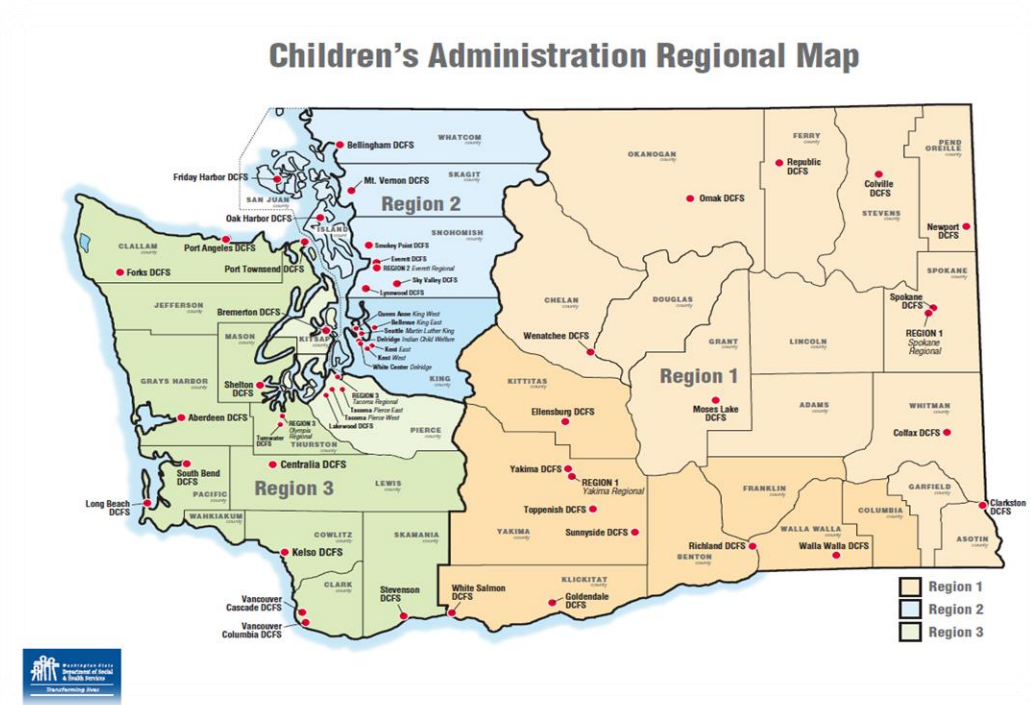 Children's Administration Regional Map
WHATCOM
county
Bellingham DCFS
SKAGIT
county
Mt. Vernon DCFS
Region 2
Friday Harbor DCFS
SAN JUAN
county
Oak Harbor DCFS
ISLAND
county
SNOHOMISH
county
Smokey Point DCFS
Everett DCFS
REGION 2 Everett Regional
Sky Valley DCFS
Lynnwood DCFS
Queen Anne King West
Bellevue King East
Seattle Martin Luther King
Delridge Indian Child Welfare
Kent East
Kent West
White Center Delridge
KING
county
CLALLAM
county
Port Angeles DCFS
Port Townsend DCFS
Forks DCFS
JEFFERSON
county
Bremerton DCFS
MASON
county
KITSAP
county
GRAYS HARBOR
county
Shelton
DCFS
Aberdeen DCFS
REGION 3
Tacoma Regional
Tacoma Pierce East
Tacoma Pierce West
Lakewood DCFS
PIERCE
county
REGION 3
Olympia
Regional
Tumwater
DCFS
THURSTON
county
Centralia DCFS
South Bend
DCFS
Region 3
LEWIS
county
PACIFIC
county
Long Beach
DCFS
WAHKIAKUM
county
COWLITZ
county
SKAMANIA
county
Kelso DCFS
CLARK
county
Vancouver
Cascade DCFS
Vancouver
Columbia DCFS
Stevenson
DCFS
White Salmon
DCFS
OKANOGAN
county
Omak DCFS
FERRY
county
Republic
DCFS
PEND
OREILLE
county
Colville
DCFS
STEVENS
county
Newport
DCFS
SPOKANE
county
Spokane
DCFS
REGION 1
Spokane
Regional
CHELAN
county
DOUGLAS
county
Wenatchee DCFS
GRANT
county
LINCOLN
county
Region 1
Moses Lake
DCFS
ADAMS
county
WHITMAN
county
Colfax DCFS
KITTITAS
county
Ellensburg DCFS
Yakima DCFS
REGION 1
Yakima Regional
Toppenish DCFS
YAKIMA
county
Sunnyside DCFS
FRANKLIN
county
GARFIELD
county
COLUMBIA
county
Clarkston
DCFS
ASOTIN
county
WALLA WALLA
county
Walla Walla DCFS
Richland DCFS
BENTON
county
KLICKITAT
county
Goldendale
DCFS
Region 1
Region 2
Region 3
Washington State
Department of Social
& Health Services
Transforming lives